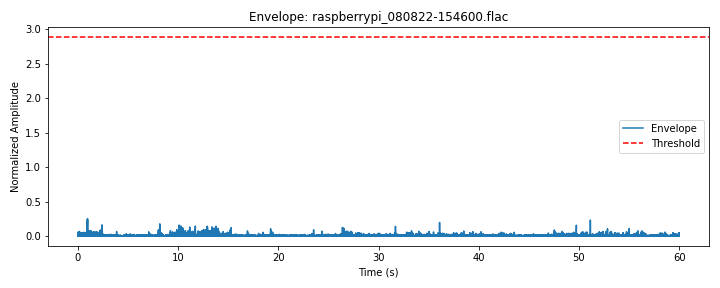 Envelope: raspberrypi_080822-154600.flac
3.0
2.5
2.0
1.5
1.0
0.5
0.0
Normalized Amplitude
Envelope
Threshold
0 10 20 30 40 50 60
Time (s)